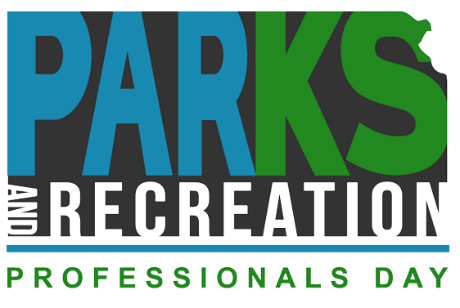 PARKS
AND RECREATION
PROFESSIONALS DAY